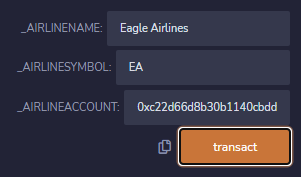 _AIRLINENAME: Eagle Airlines
_AIRLINESYMBOL: EA
_AIRLINEACCOUNT: 0xc22d66d8b30b1140cbdd
transact